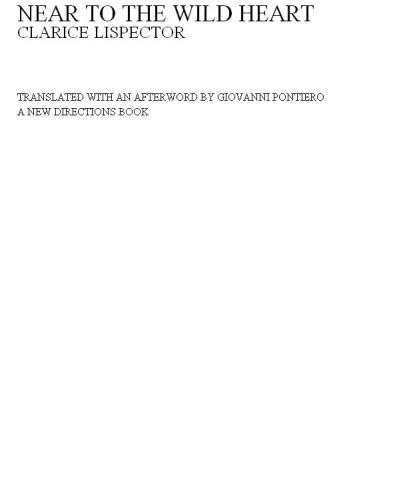 NEAR TO THE WILD HEART
CLARICE LISPECTOR
TRANSLATED WITH AN AFTERWORD BY GIOVANNI PONTIERO
A NEW DIRECTIONS BOOK